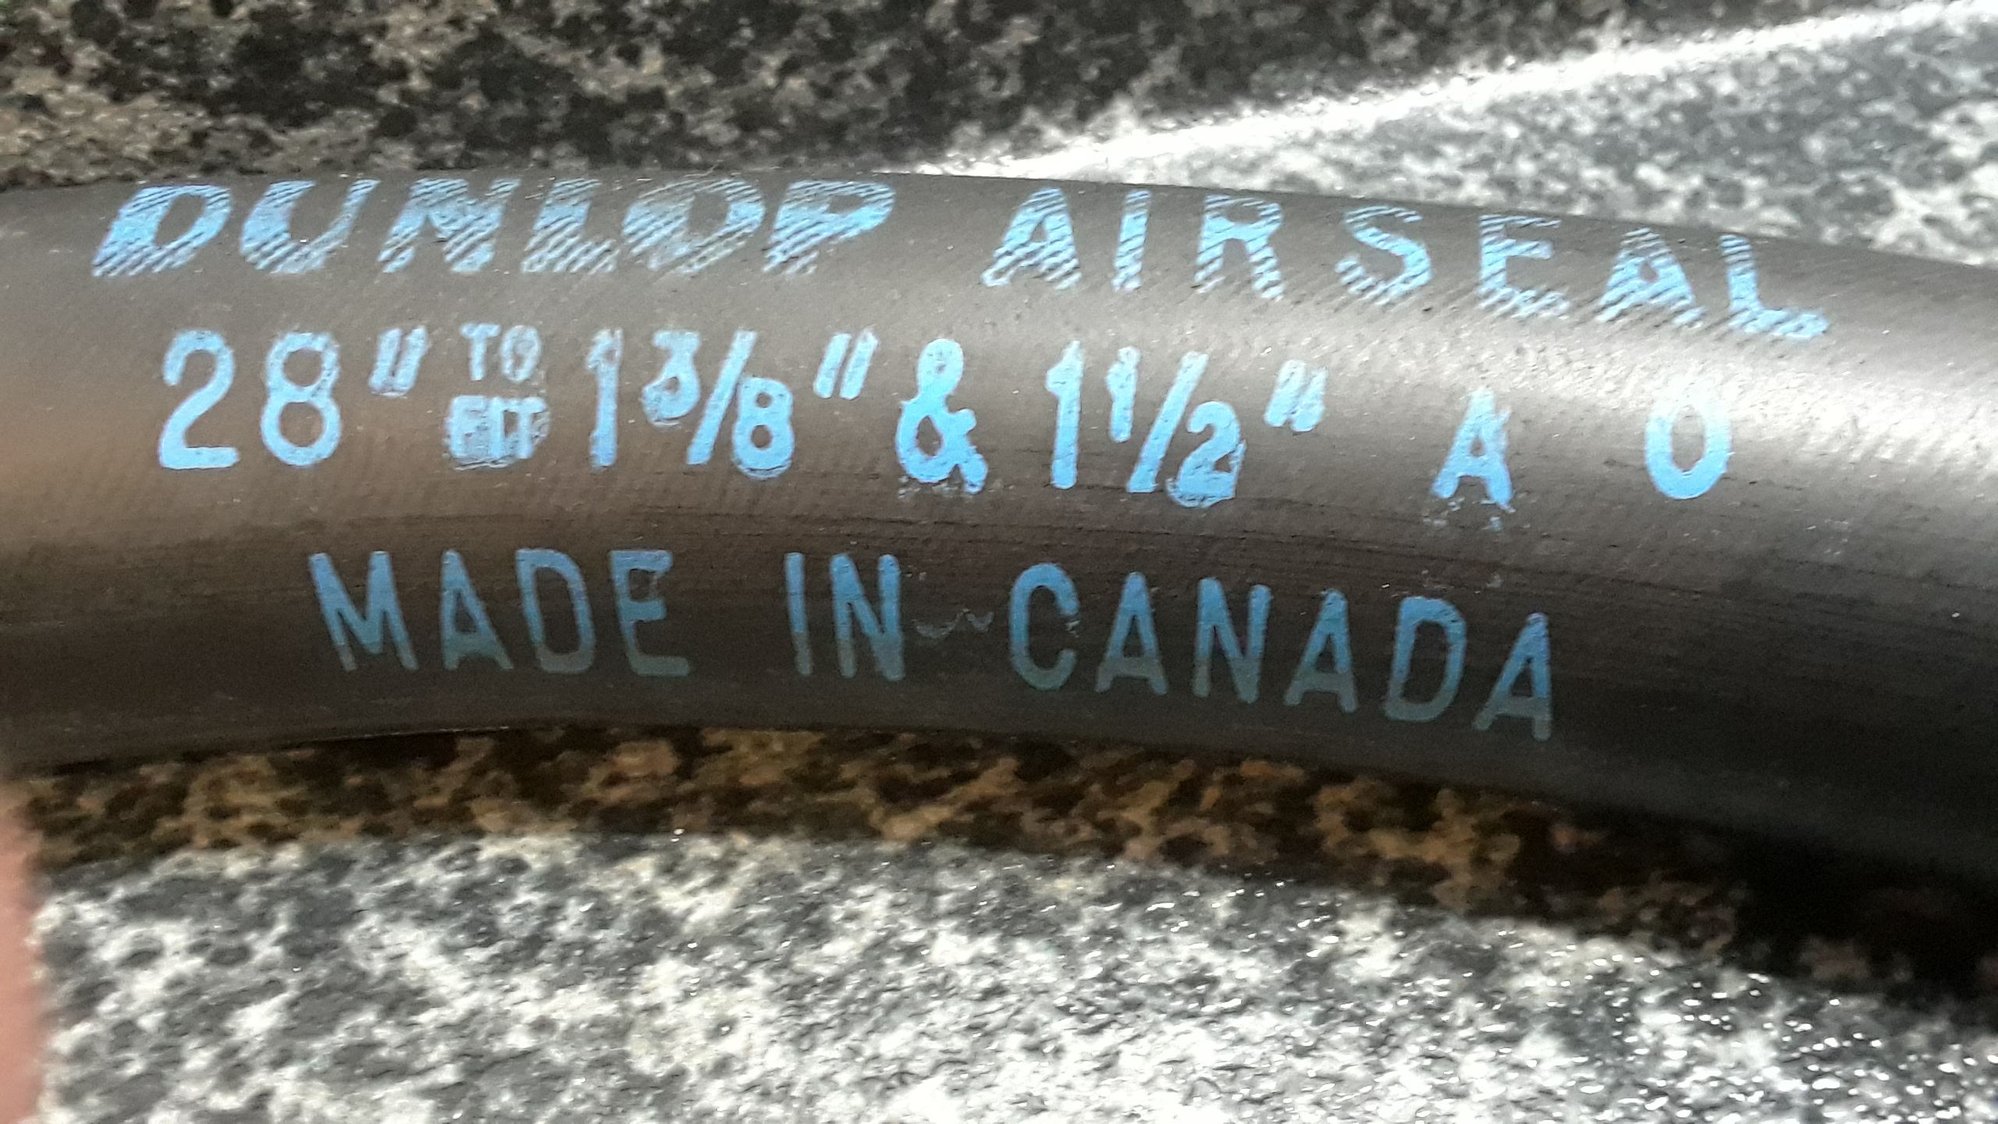 DUNLOP AIRSEAL
28" TO FIT 1 3/8" & 1 1/2" A O
MADE IN CANADA